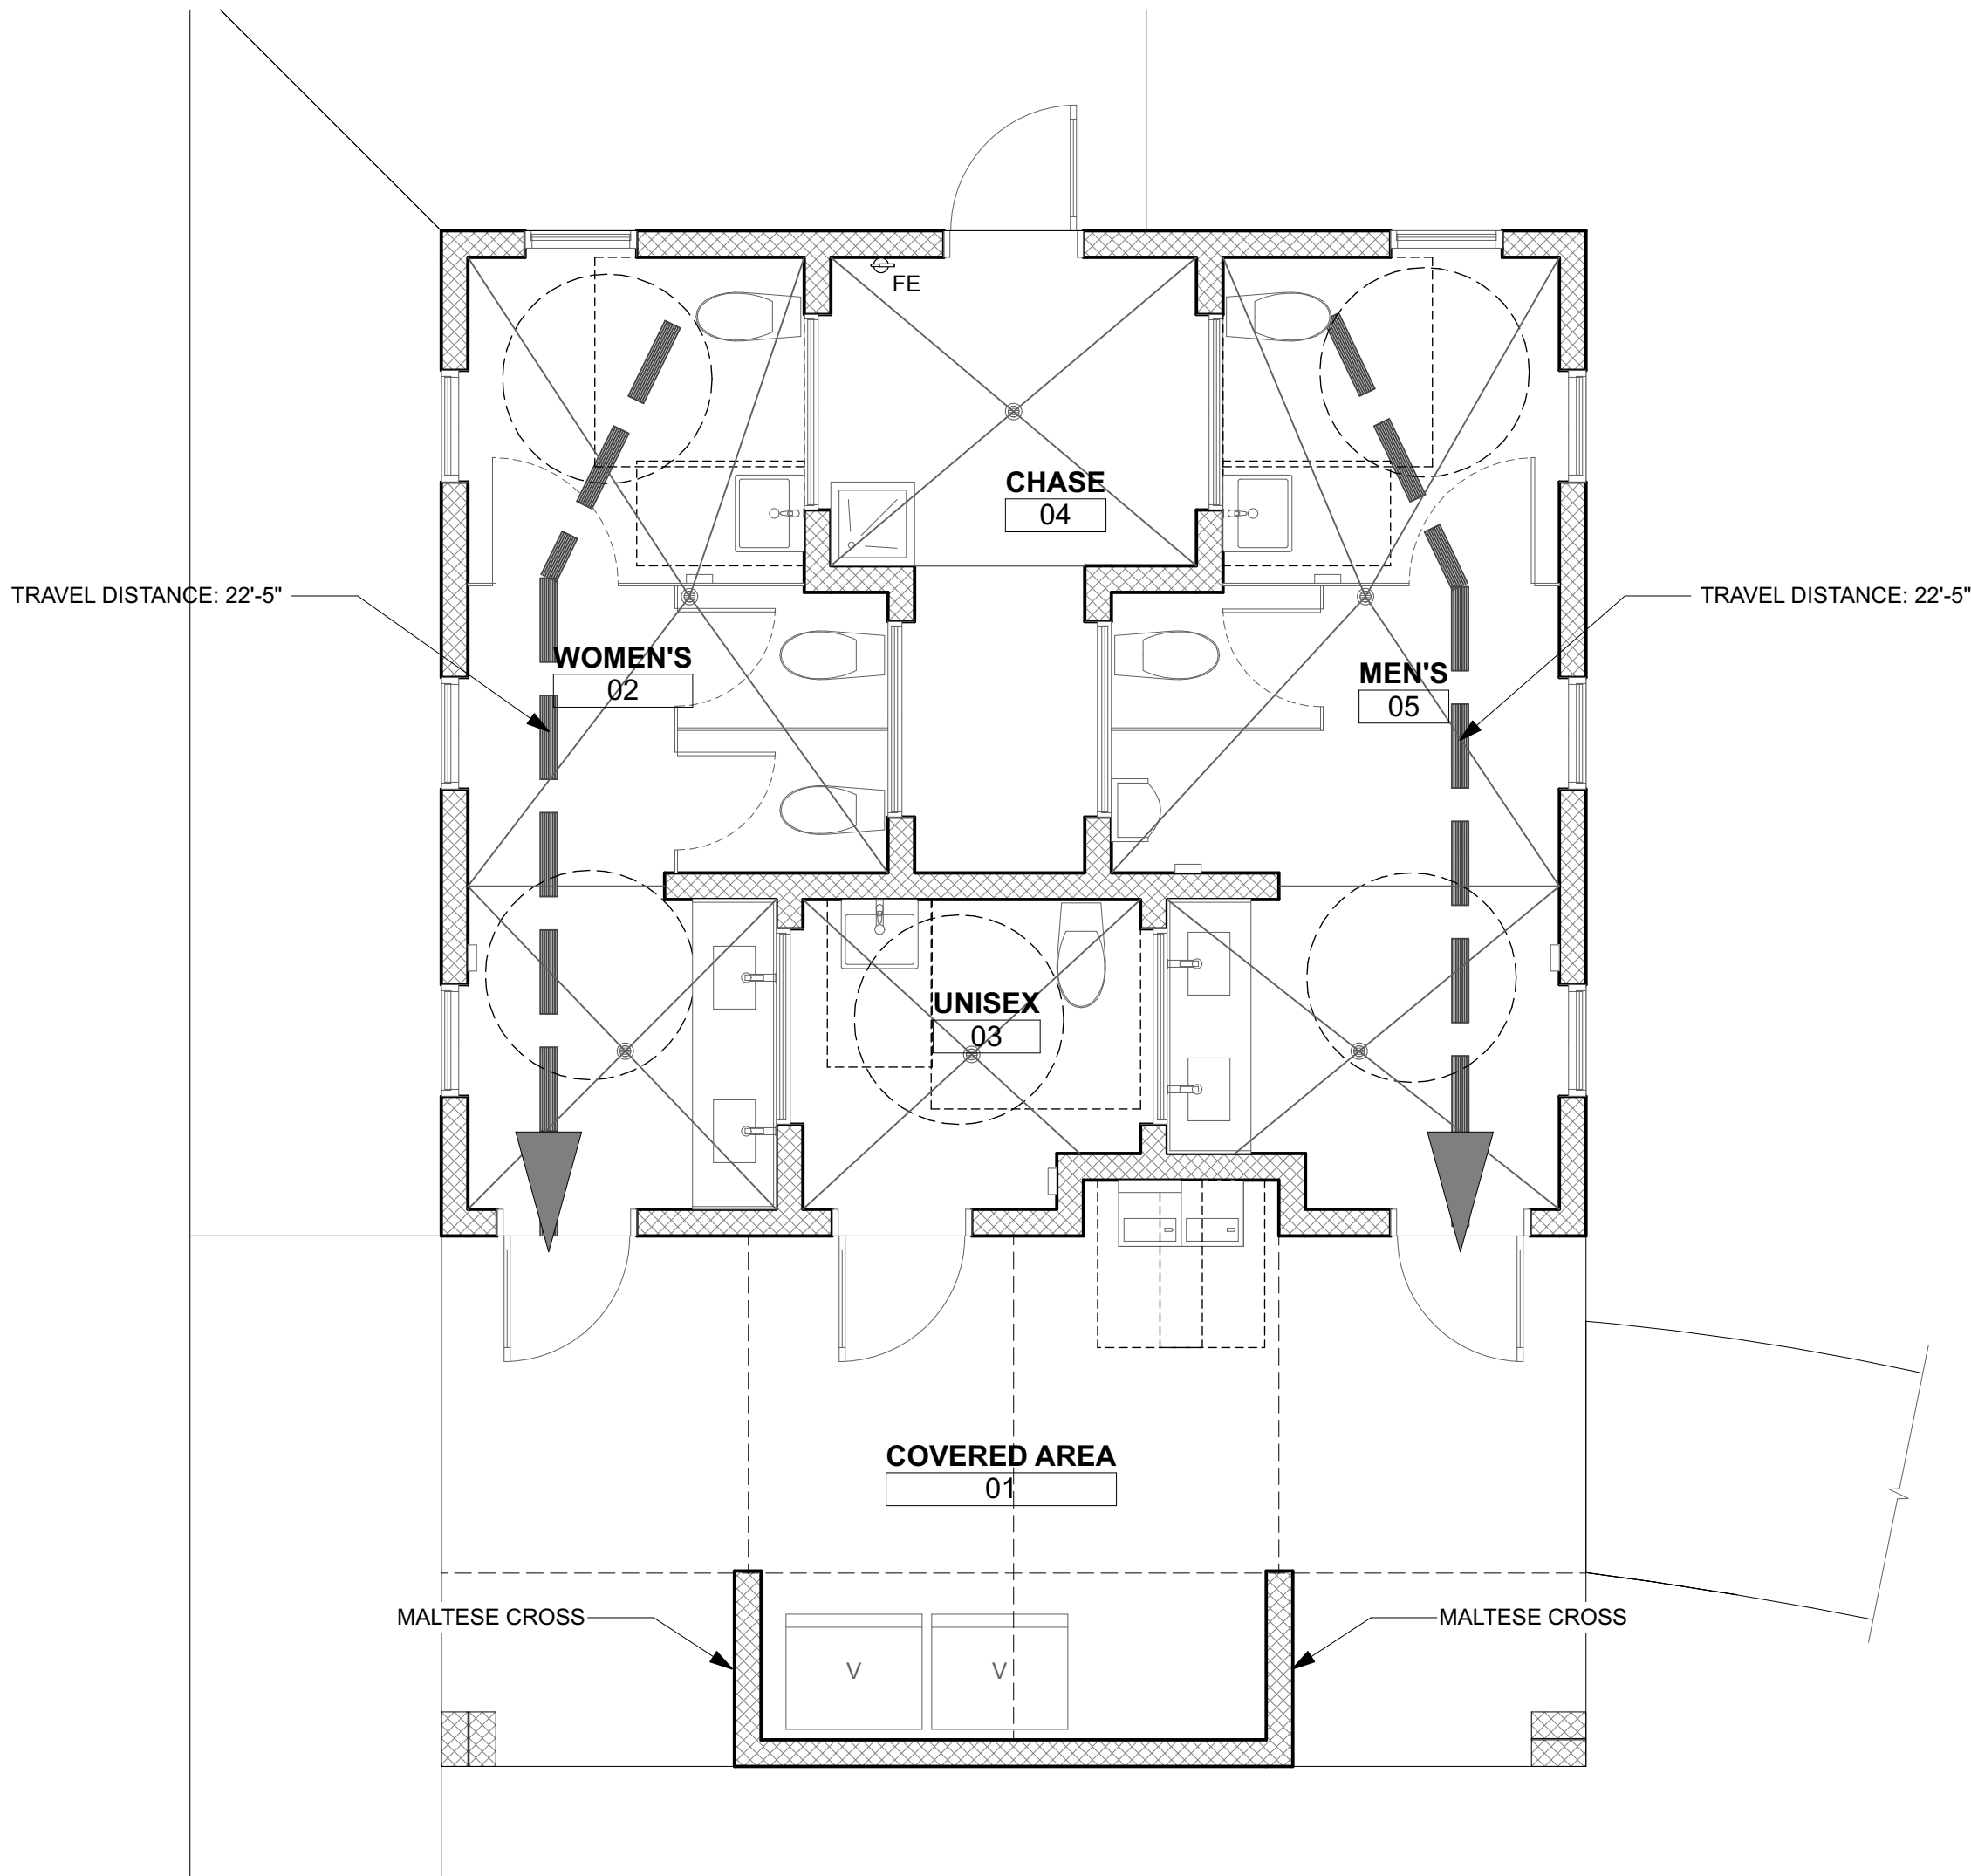 FE
CHASE
04
TRAVEL DISTANCE: 22'-5"
TRAVEL DISTANCE: 22'-5"
WOMEN'S
02
MEN'S
05
UNISEX
03
COVERED AREA
01
MALTESE CROSS
MALTESE CROSS
V
V